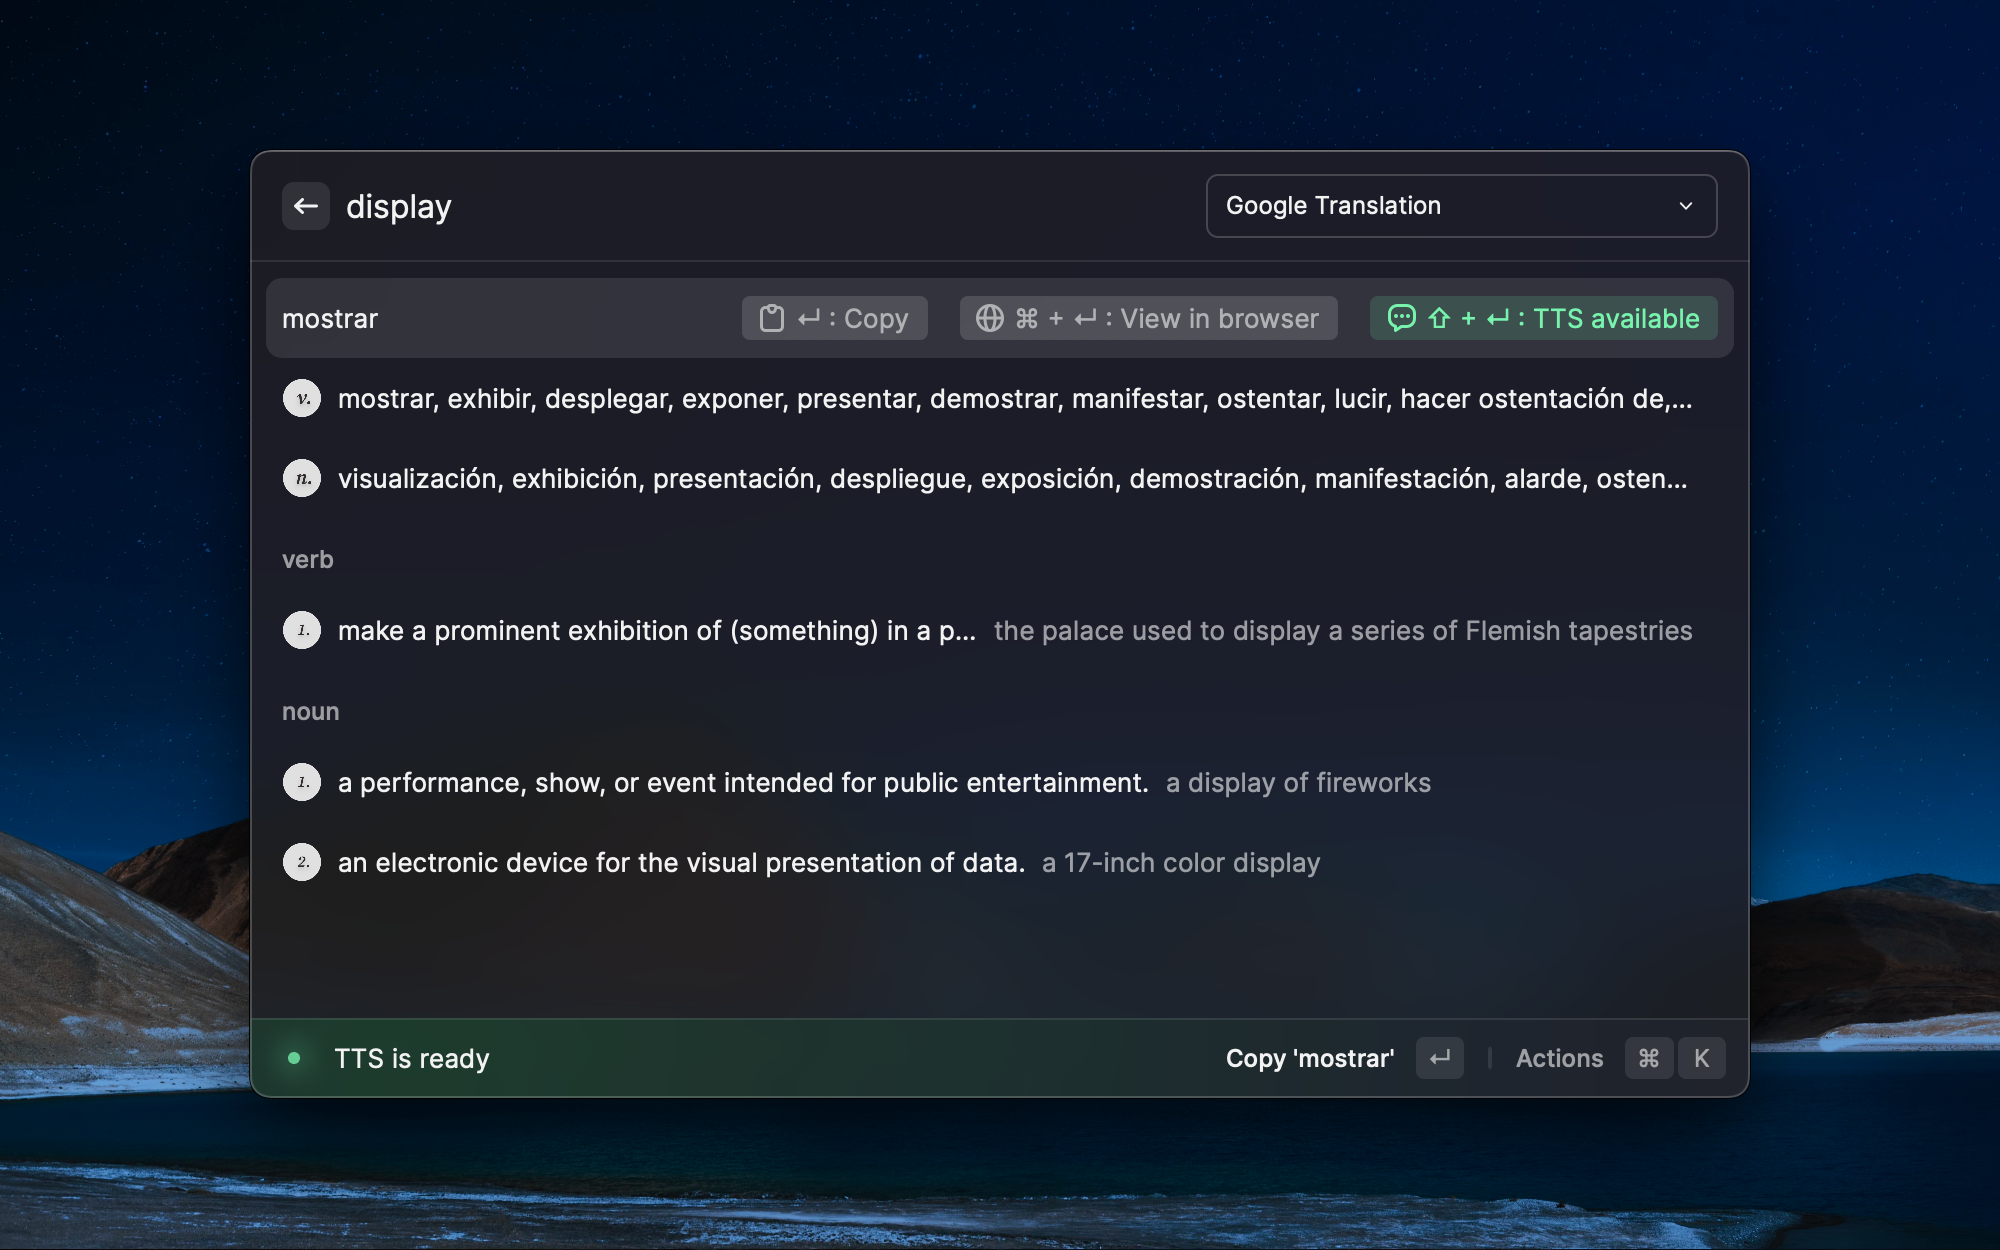 display
Google Translation
mostrar
↵ : Copy
⌘ + ↵ : View in browser
⇧ + ↵ : TTS available
v. mostrar, exhibir, desplegar, exponer, presentar, demostrar, manifestar, ostentar, lucir, hacer ostentación de,...
n. visualización, exhibición, presentación, despliegue, exposición, demostración, manifestación, alarde, osten...
verb
1. make a prominent exhibition of (something) in a p... the palace used to display a series of Flemish tapestries
noun
1. a performance, show, or event intended for public entertainment. a display of fireworks
2. an electronic device for the visual presentation of data. a 17-inch color display
TTS is ready
Copy 'mostrar' ↵
Actions ⌘ K